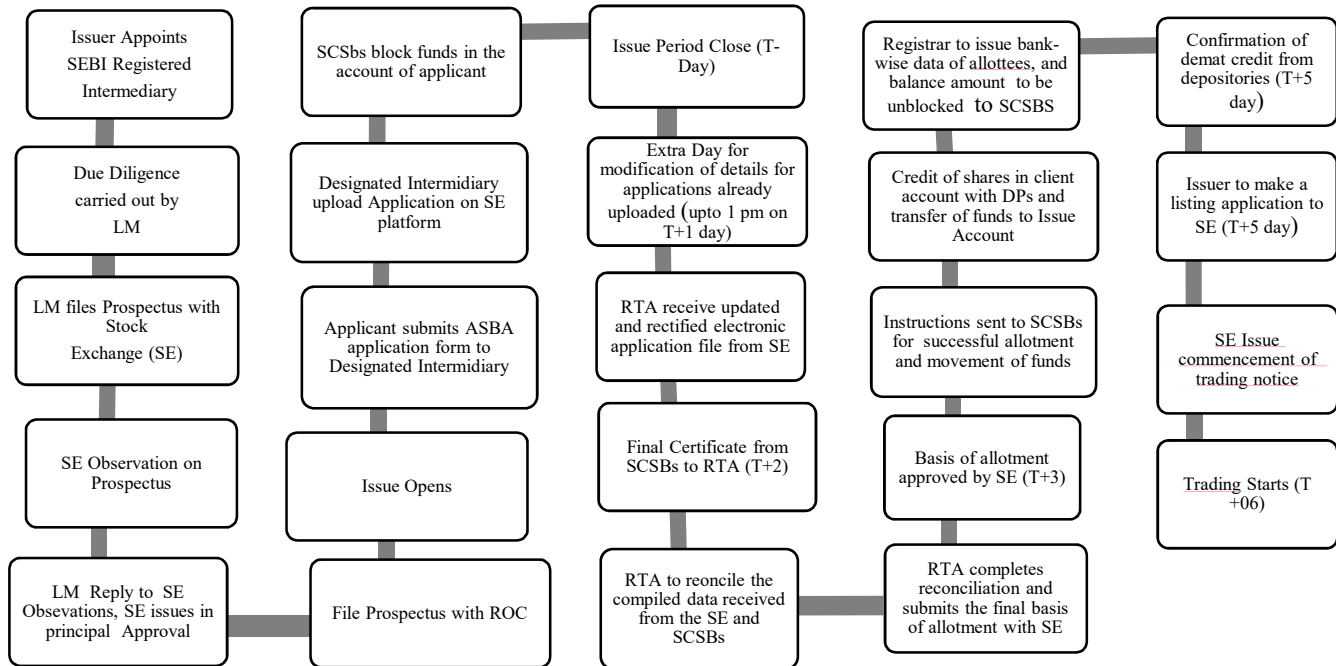 Issuer Appoints
SEBI Registered
Intermediary
Due Diligence
carried out by
LM
LM files Prospectus with
Stock
Exchange (SE)
SE Observation on
Prospectus
LM Reply to SE
Obsevations, SE issues in
principal Approval
File Prospectus with ROC
Issue Opens
Applicant submits ASBA
application form to
Designated Intermidiary
Designated Intermidiary
upload Application on SE
platform
SCSbs block funds in the
account of applicant
Issue Period Close (T-
Day)
Extra Day for
modification of details for
applications already
uploaded (upto 1 pm on
T+1 day)
RTA receive updated
and rectified electronic
application file from SE
Final Certificate from
SCSBs to RTA (T+2)
RTA to reconcile the
compiled data received
from the SE and
SCSBs
RTA completes
reconciliation and
submits the final basis
of allotment with SE
Basis of allotment
approved by SE (T+3)
Instructions sent to SCSBs
for successful allotment
and movement of funds
Credit of shares in client
account with DPs and
transfer of funds to Issue
Account
Registrar to issue bank-
wise data of allottees, and
balance amount to be
unblocked to SCSBS
Confirmation of
demat credit from
depositories (T+5
day)
Issuer to make a
listing application to
SE (T+5 day)
SE Issue
commencement of
trading notice
Trading Starts (T
+06)